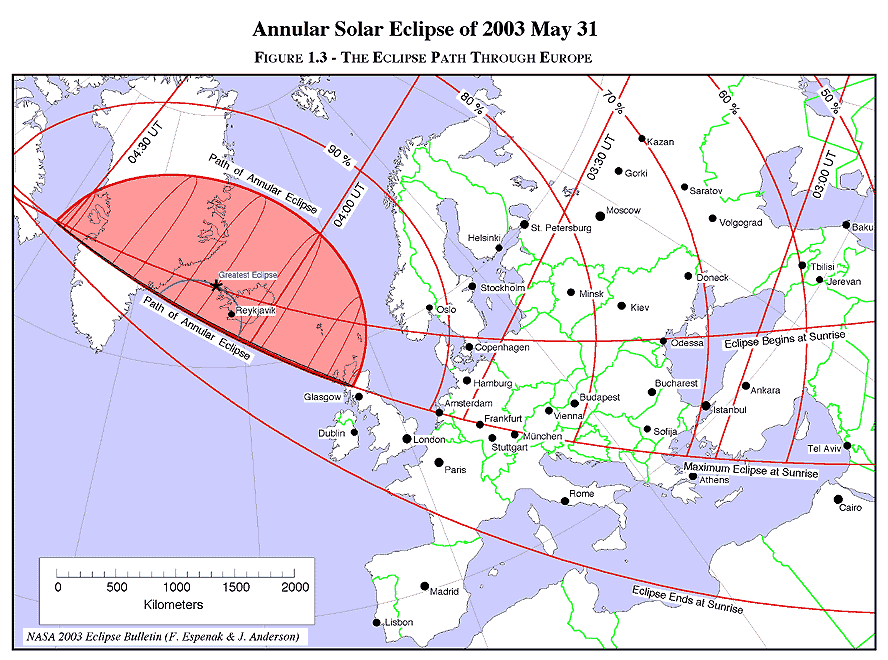 Annular Solar Eclipse of 2003 May 31
FIGURE 1.3 - THE ECLIPSE PATH THROUGH EUROPE
50 %
60 %
70 %
80 %
90 %
04:30 UT
04:00 UT
03:30 UT
03:00 UT
Path of Annular Eclipse
Kazan
Gorki
Saratov
Moscow
Volgograd
St. Petersburg
Baku
Helsinki
Tbilisi
Jerevan
Greatest Eclipse
Doneck
Stockholm
Minsk
Kiev
Reykjavik
Oslo
Path of Annular Eclipse
Odessa
Eclipse Begins at Sunrise
Copenhagen
Hamburg
Bucharest
Ankara
Glasgow
Amsterdam
Budapest
Istanbul
Frankfurt
Vienna
Dublin
London
München
Sofija
Stuttgart
Tel Aviv
Paris
Maximum Eclipse at Sunrise
Athens
Rome
Cairo
0 500 1000 1500 2000
Kilometers
Madrid
Eclipse Ends at Sunrise
Lisbon
NASA 2003 Eclipse Bulletin (F. Espenak & J. Anderson)